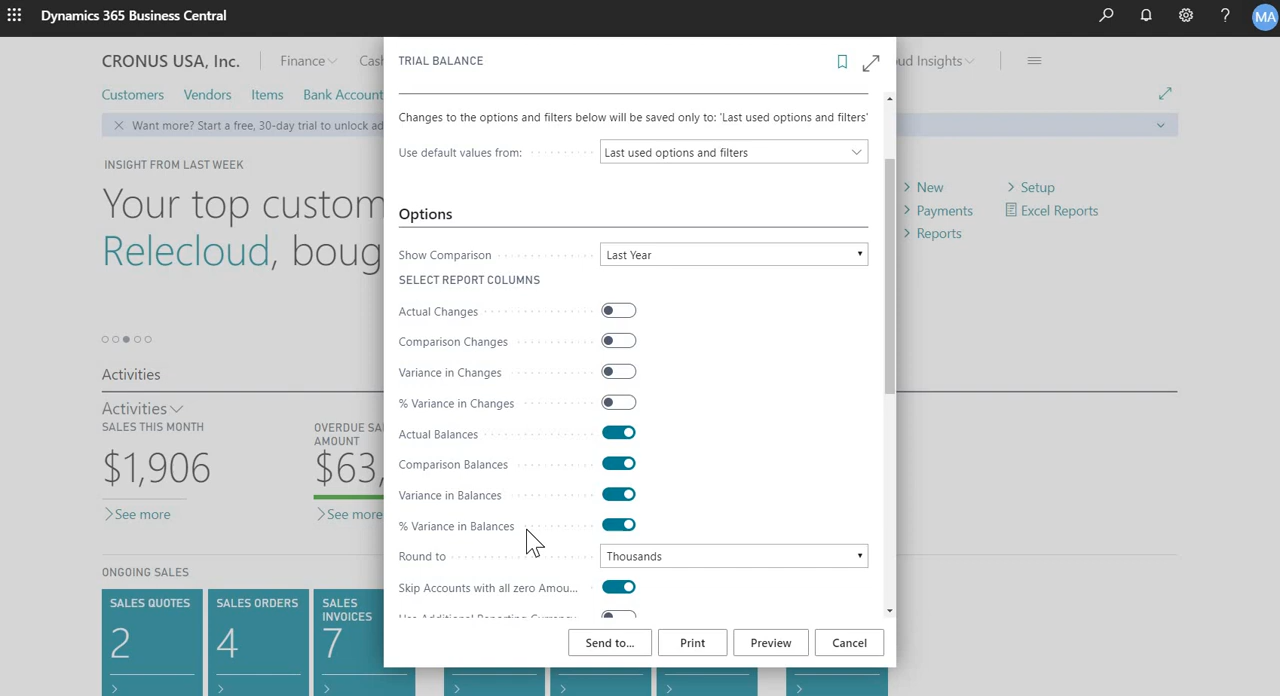 Dynamics 365 Business Central
?
MA
CRONUS USA, Inc.
Finance
Cash
Insights
Customers Vendors Items Bank Account
Want more? Start a free, 30-day trial to unlock
INSIGHT FROM LAST WEEK
Your top
Relecloud,
New
Payments
Reports
Setup
Excel Reports
Activities
Activities
SALES THIS MONTH
$1,906
See more
AMOUNT
$63,
See more
ONGOING SALES
SALES QUOTES
2
SALES ORDERS
4
SALES
INVOICES
7
TRIAL BALANCE
Changes to the options and filters below will be saved only to: 'Last used options and filters'
Use default values from: Last used options and filters
Options
Show Comparison Last Year
SELECT REPORT COLUMNS
Actual Changes
Comparison Changes
Variance in Changes
% Variance in Changes
Actual Balances
Comparison Balances
Variance in Balances
% Variance in Balances
Round to Thousands
Skip Accounts with all zero Amou...
Send to... Print Preview Cancel